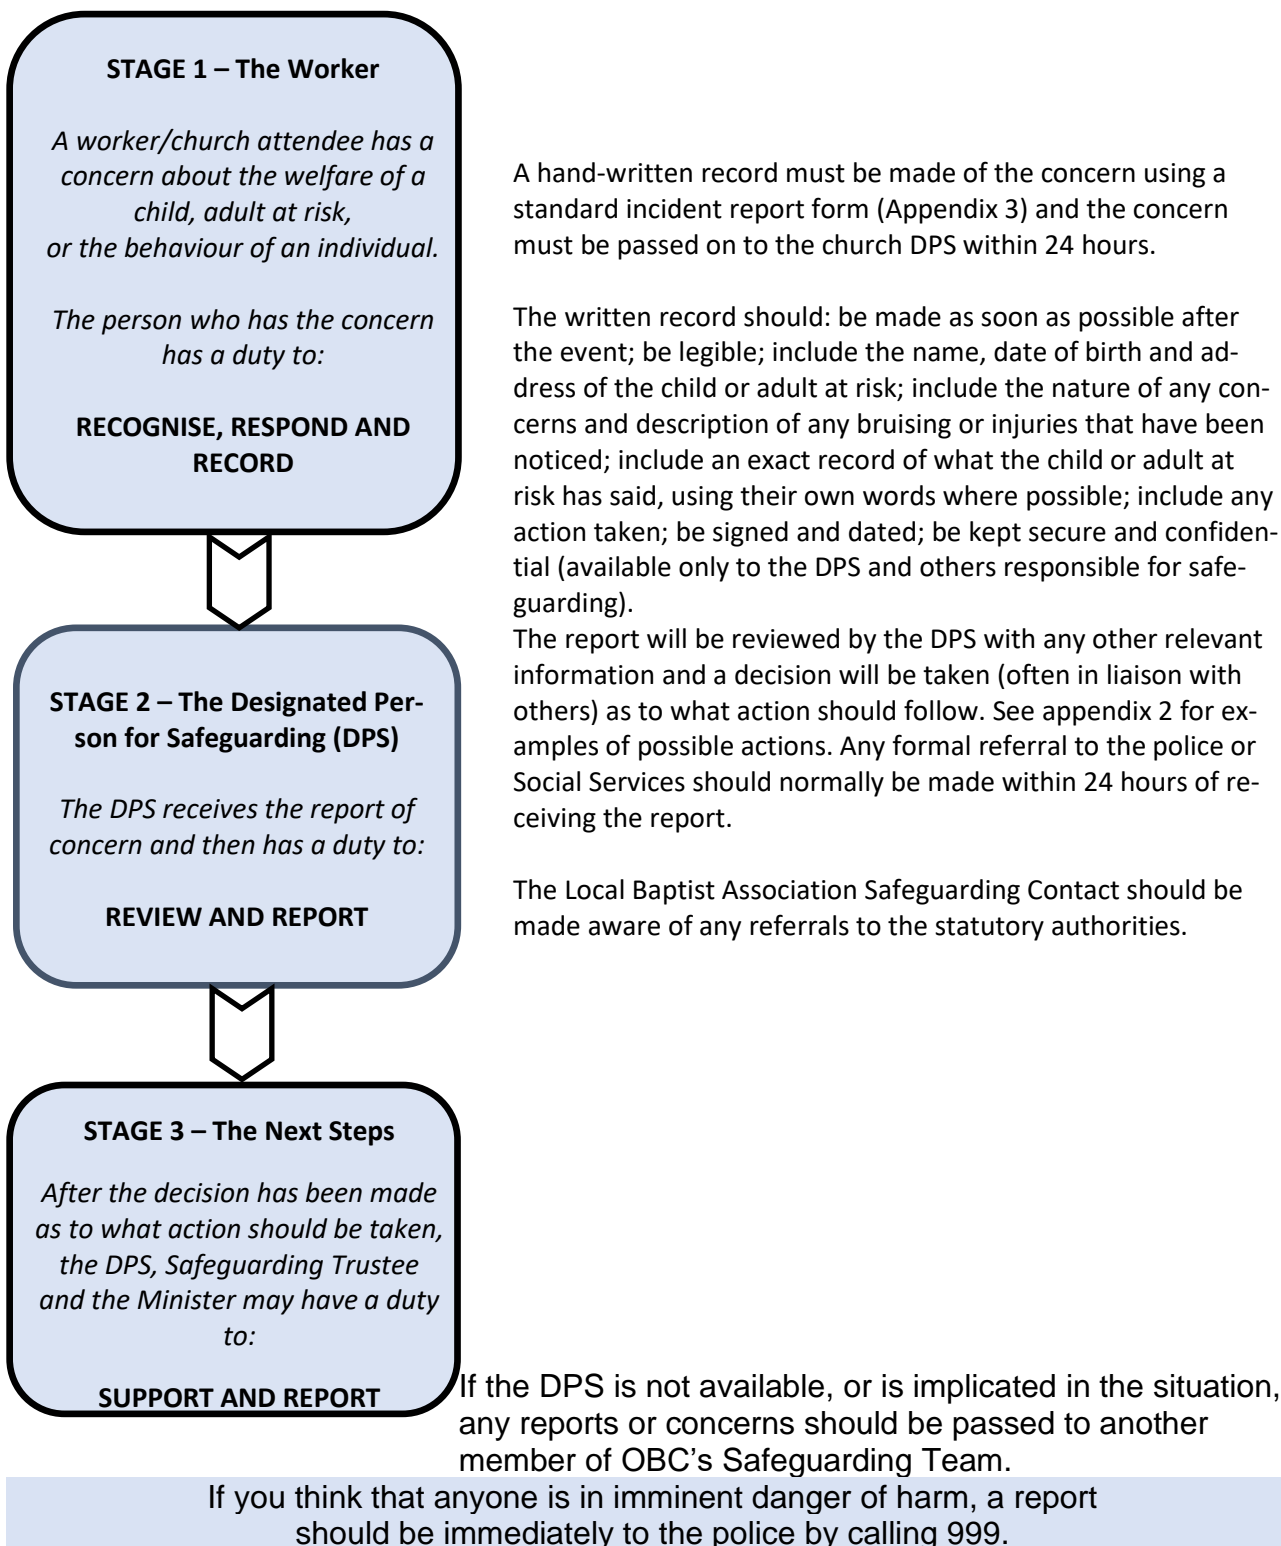 STAGE 1 – The Worker
A worker/church attendee has a
concern about the welfare of a
child, adult at risk,
or the behaviour of an individual.
The person who has the concern
has a duty to:
RECOGNISE, RESPOND AND
RECORD
A hand-written record must be made of the concern using a
standard incident report form (Appendix 3) and the concern
must be passed on to the church DPS within 24 hours.
The written record should: be made as soon as possible after
the event; be legible; include the name, date of birth and ad-
dress of the child or adult at risk; include the nature of any con-
cerns and description of any bruising or injuries that have been
noticed; include an exact record of what the child or adult at
risk has said, using their own words where possible; include any
action taken; be signed and dated; be kept secure and confiden-
tial (available only to the DPS and others responsible for safe-
guarding).
STAGE 2 – The Designated Per-
son for Safeguarding (DPS)
The DPS receives the report of
concern and then has a duty to:
REVIEW AND REPORT
The report will be reviewed by the DPS with any other relevant
information and a decision will be taken (often in liaison with
others) as to what action should follow. See appendix 2 for ex-
amples of possible actions. Any formal referral to the police or
Social Services should normally be made within 24 hours of re-
ceiving the report.
The Local Baptist Association Safeguarding Contact should be
made aware of any referrals to the statutory authorities.
STAGE 3 – The Next Steps
After the decision has been made
as to what action should be taken,
the DPS, Safeguarding Trustee
and the Minister may have a duty
to:
SUPPORT AND REPORT
If the DPS is not available, or is implicated in the situation,
any reports or concerns should be passed to another
member of OBC's Safeguarding Team.
If you think that anyone is in imminent danger of harm, a report
should be immediately to the police by calling 999.